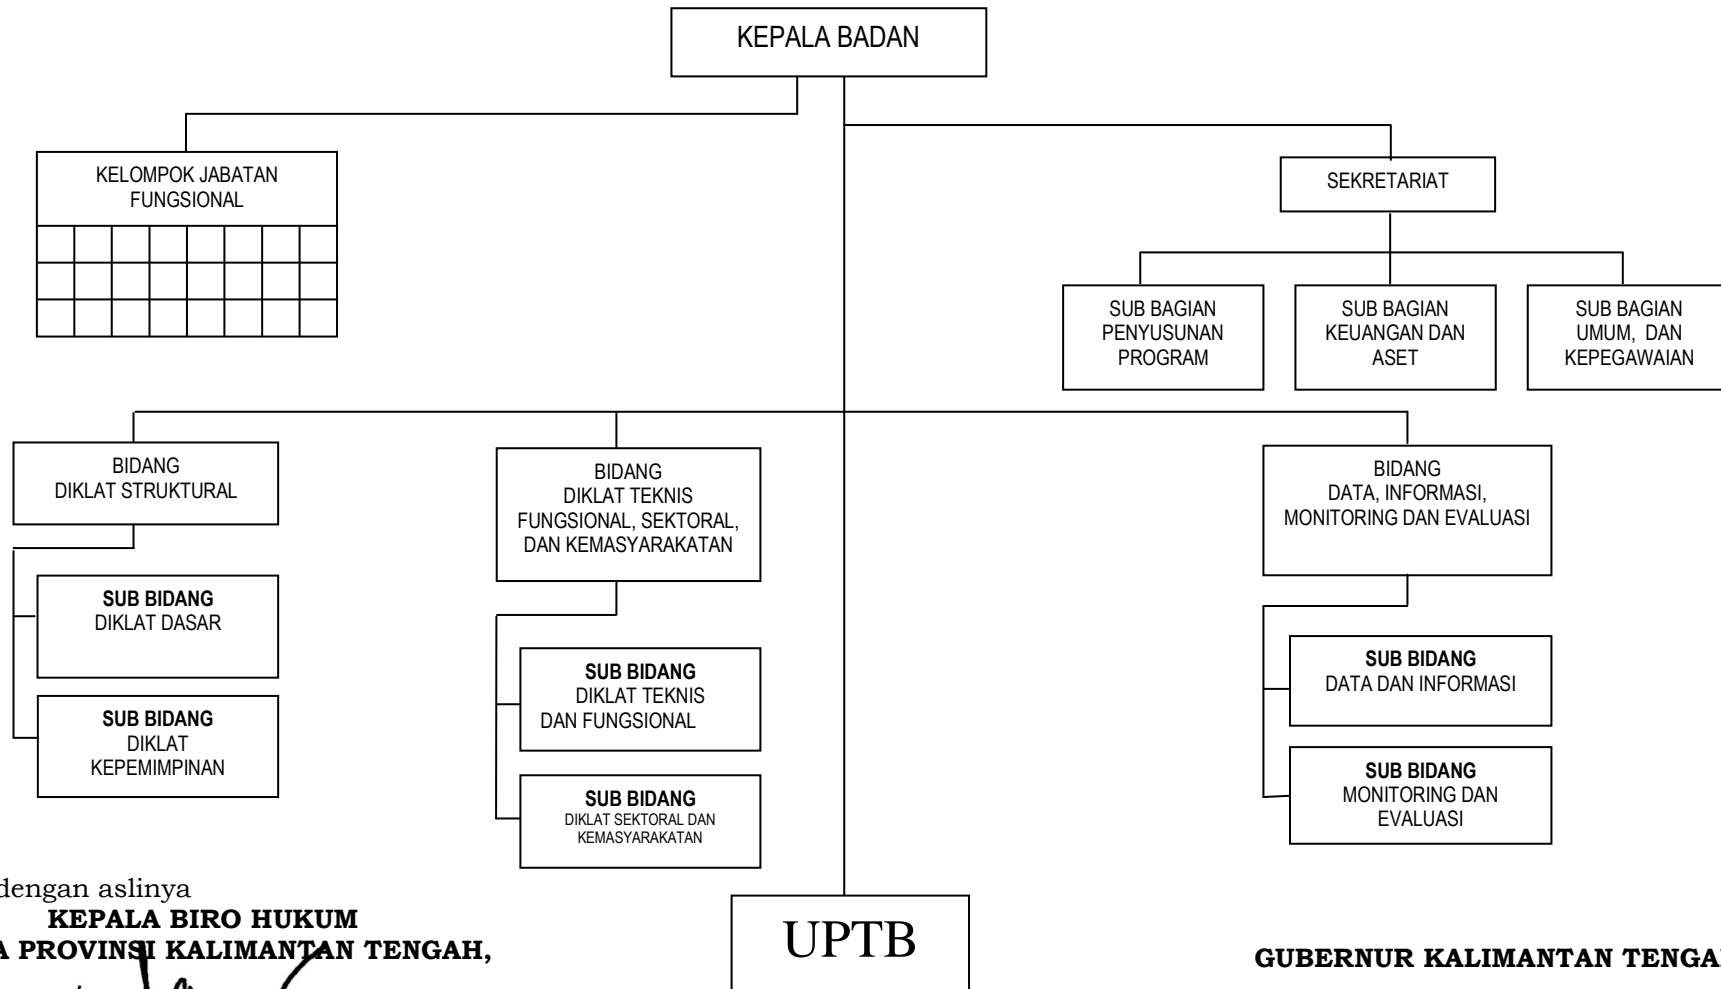 KEPALA BADAN
KELOMPOK JABATAN
FUNGSIONAL
SEKRETARIAT
SUB BAGIAN
PENYUSUNAN
PROGRAM
SUB BAGIAN
KEUANGAN DAN
ASET
SUB BAGIAN
UMUM, DAN
KEPEGAWAIAN
BIDANG
DIKLAT STRUKTURAL
BIDANG
DIKLAT TEKNIS
FUNGSIONAL, SEKTORAL,
DAN KEMASYARAKATAN
BIDANG
DATA, INFORMASI,
MONITORING DAN EVALUASI
SUB BIDANG
DIKLAT DASAR
SUB BIDANG
DIKLAT
KEPEMIMPINAN
SUB BIDANG
DIKLAT TEKNIS
DAN FUNGSIONAL
SUB BIDANG
DIKLAT SEKTORAL DAN
KEMASYARAKATAN
SUB BIDANG
DATA DAN INFORMASI
SUB BIDANG
MONITORING DAN
EVALUASI
UPTB
dengan aslinya
KEPALA BIRO HUKUM
A PROVINSI KALIMANTAN TENGAH,
GUBERNUR KALIMANTAN TENGA